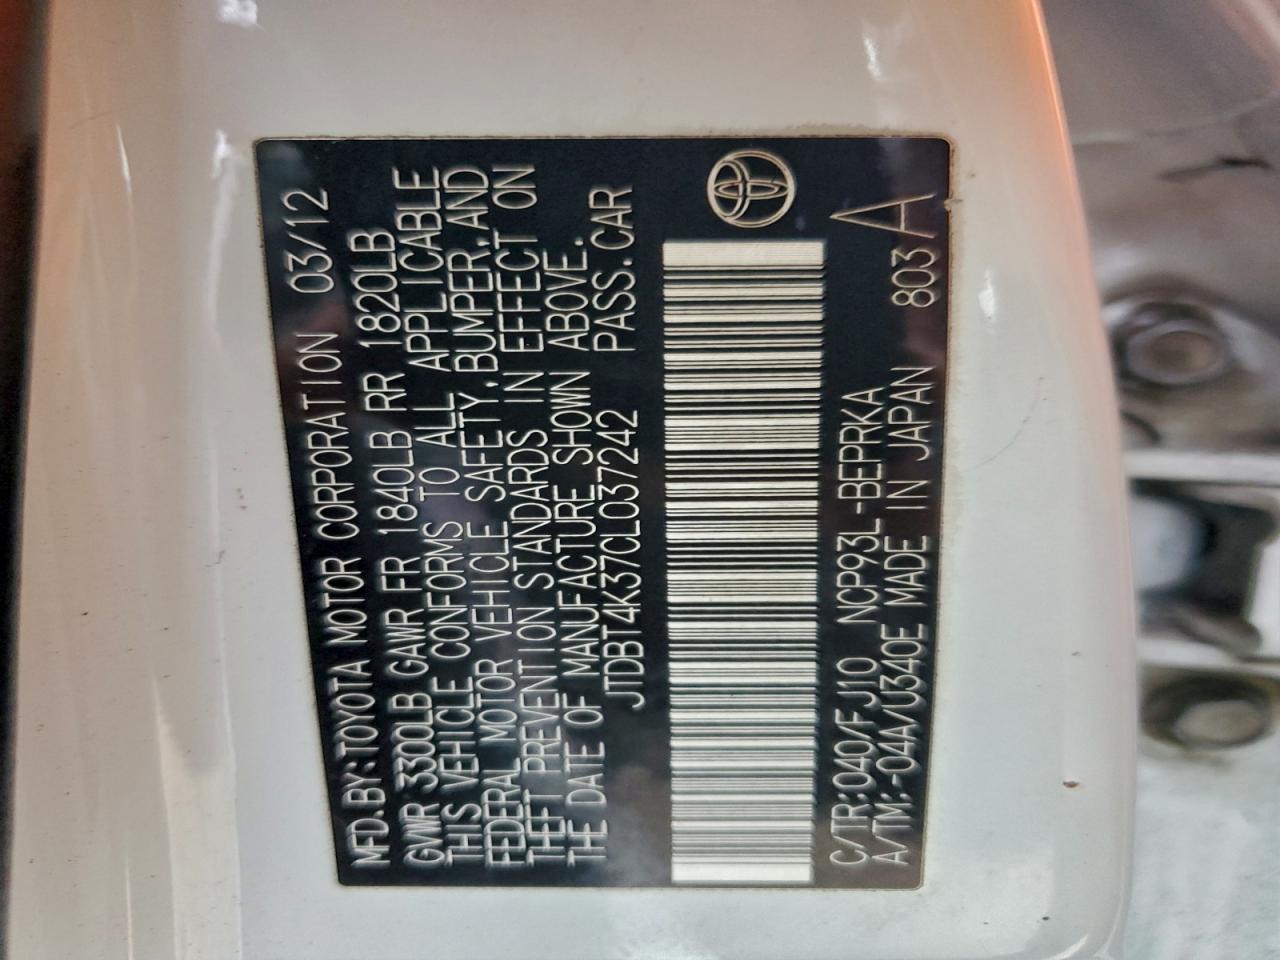 MFD.BY:TOYOTA MOTOR CORPORATION 03/12
GVWR 3300LB GAWR FR 1840LB RR 1820LB
THIS VEHICLE CONFORMS TO ALL APPLICABLE
FEDERAL MOTOR VEHICLE SAFETY,BUMPER,AND
THEFT PREVENTION STANDARDS IN EFFECT ON
THE DATE OF MANUFACTURE SHOWN ABOVE.
JTDBT4K37CL037242 PASS.CAR
C/TR:040/FJ10 NCP93L-BEPRKA
A/TM:-04A/U340E MADE IN JAPAN 803 A